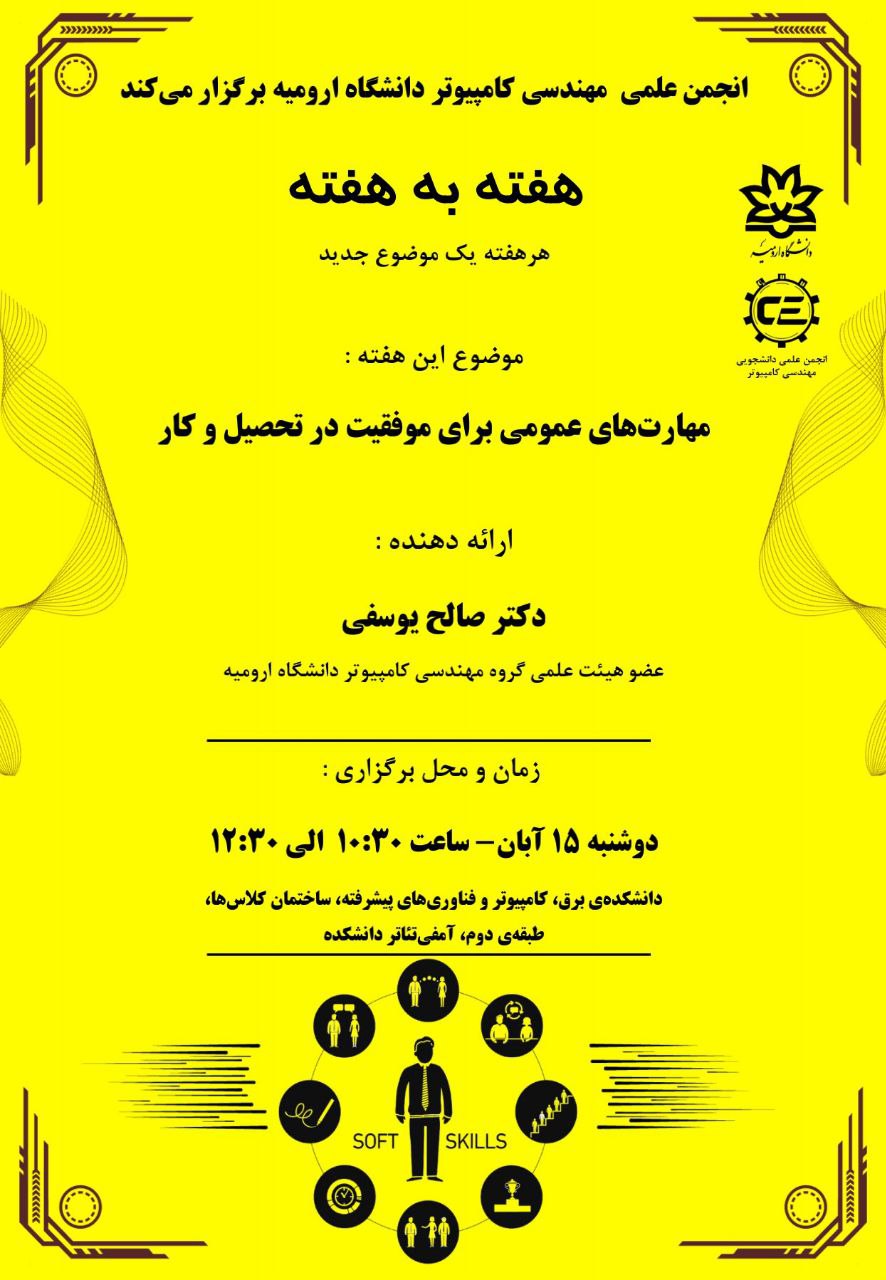 انجمن علمی مهندسی کامپیوتر دانشگاه ارومیه برگزار می‌کند
هفته به هفته
هرهفته یک موضوع جدید
دانشگاه ارومیه
CE
انجمن علمی دانشجویی
مهندسی کامپیوتر
موضوع این هفته :
مهارت‌های عمومی برای موفقیت در تحصیل و کار
ارائه دهنده :
دکتر صالح یوسفی
عضو هیئت علمی گروه مهندسی کامپیوتر دانشگاه ارومیه
زمان و محل برگزاری :
دوشنبه ۱۵ آبان– ساعت ۱۰:۳۰ الی ۱۲:۳۰
دانشکده‌ی برق، کامپیوتر و فناوری‌های پیشرفته، ساختمان کلاس‌ها،
طبقه‌ی دوم، آمفی‌تئاتر دانشکده
SOFT SKILLS